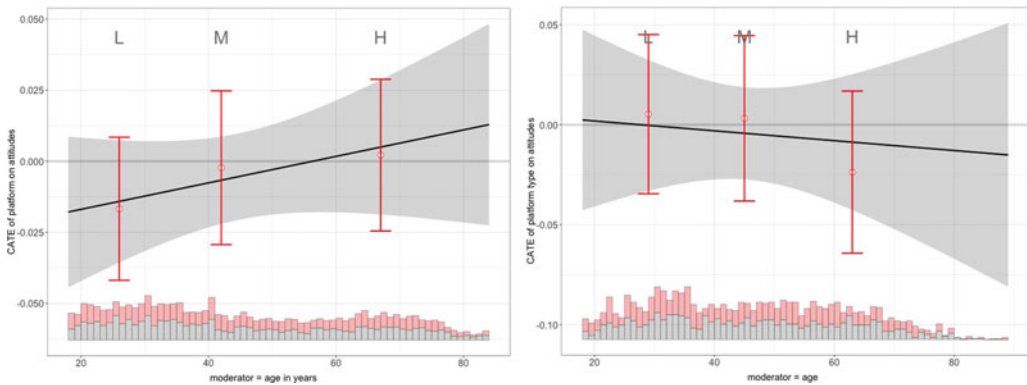 CATE of platform on attitudes
0.050
0.025
0.000
-0.025
-0.050
L M H
20 40 60 80
moderator = age in years
CATE of platform type on attitudes
0.05
0.00
-0.05
-0.10
L M H
20 40 60 80
moderator = age